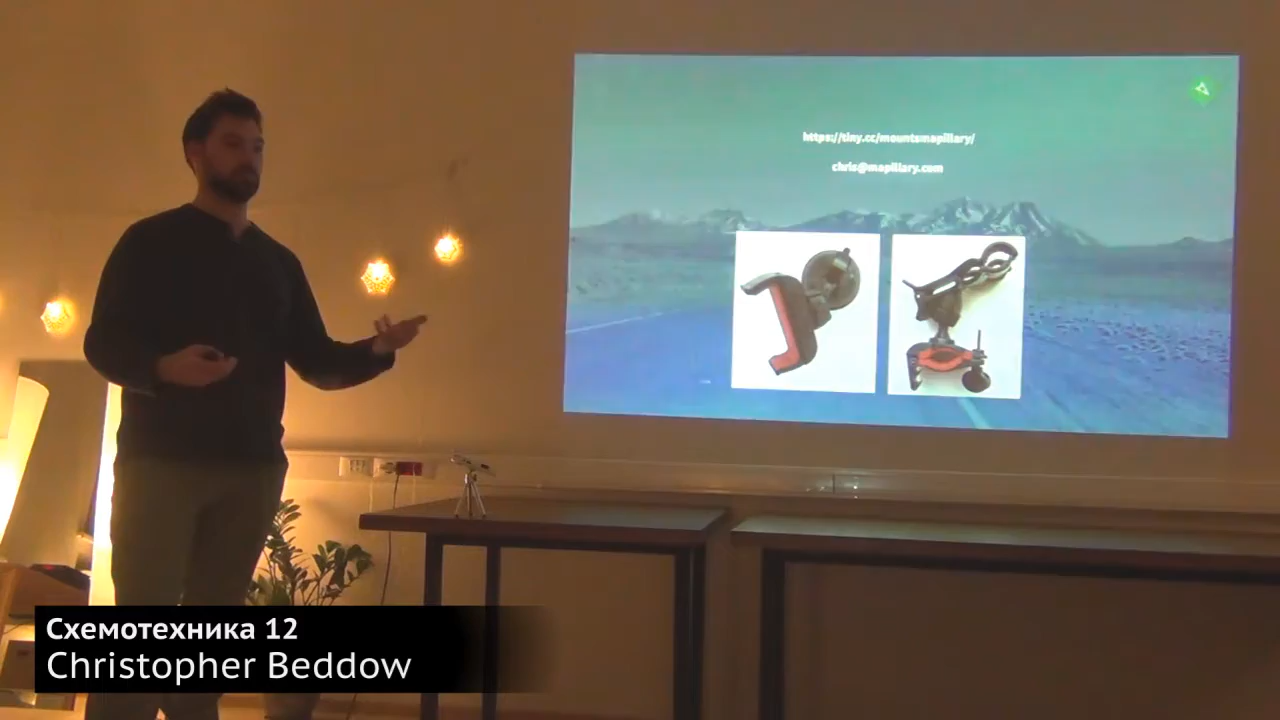 https://tiny.cc/mountsmapillary/
chris@mapillary.com
Схемотехника 12
Christopher Beddow